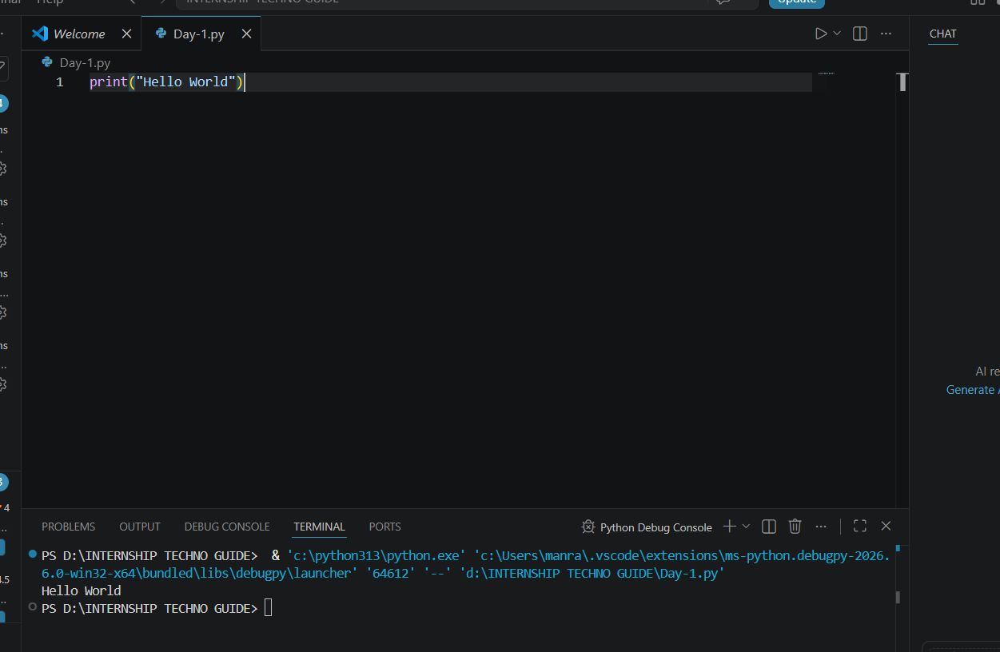 Help
INTERNSHIP TECHNO GUIDE
Update
Welcome
Day-1.py
CHAT
Day-1.py
1 print("Hello World")
AI re
Generate
PROBLEMS OUTPUT DEBUG CONSOLE TERMINAL PORTS Python Debug Console
PS D:\INTERNSHIP TECHNO GUIDE> & 'c:\python313\python.exe' 'c:\Users\manra\.vscode\extensions\ms-python.debugpy-2026.
6.0-win32-x64\bundled\libs\debugpy\launcher' '64612' '--' 'd:\INTERNSHIP TECHNO GUIDE\Day-1.py'
Hello World
PS D:\INTERNSHIP TECHNO GUIDE>